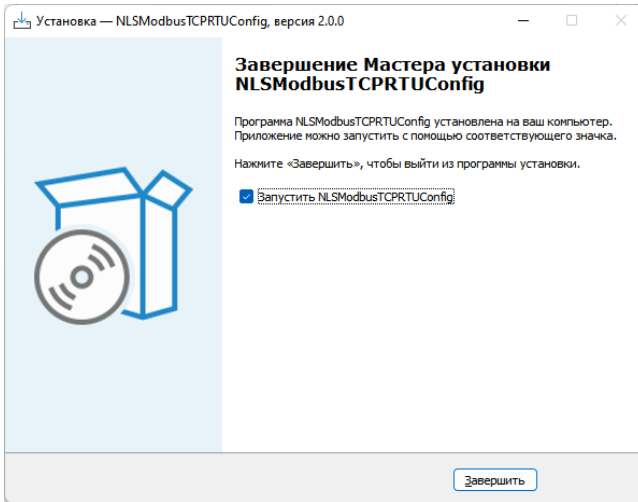 Установка — NLSModbusTCPRTUConfig, версия 2.0.0
Завершение Мастера установки
NLSModbusTCPRTUConfig
Программа NLSModbusTCPRTUConfig установлена на ваш компьютер.
Приложение можно запустить с помощью соответствующего значка.
Нажмите «Завершить», чтобы выйти из программы установки.
Запустить NLSModbusTCPRTUConfig
Завершить